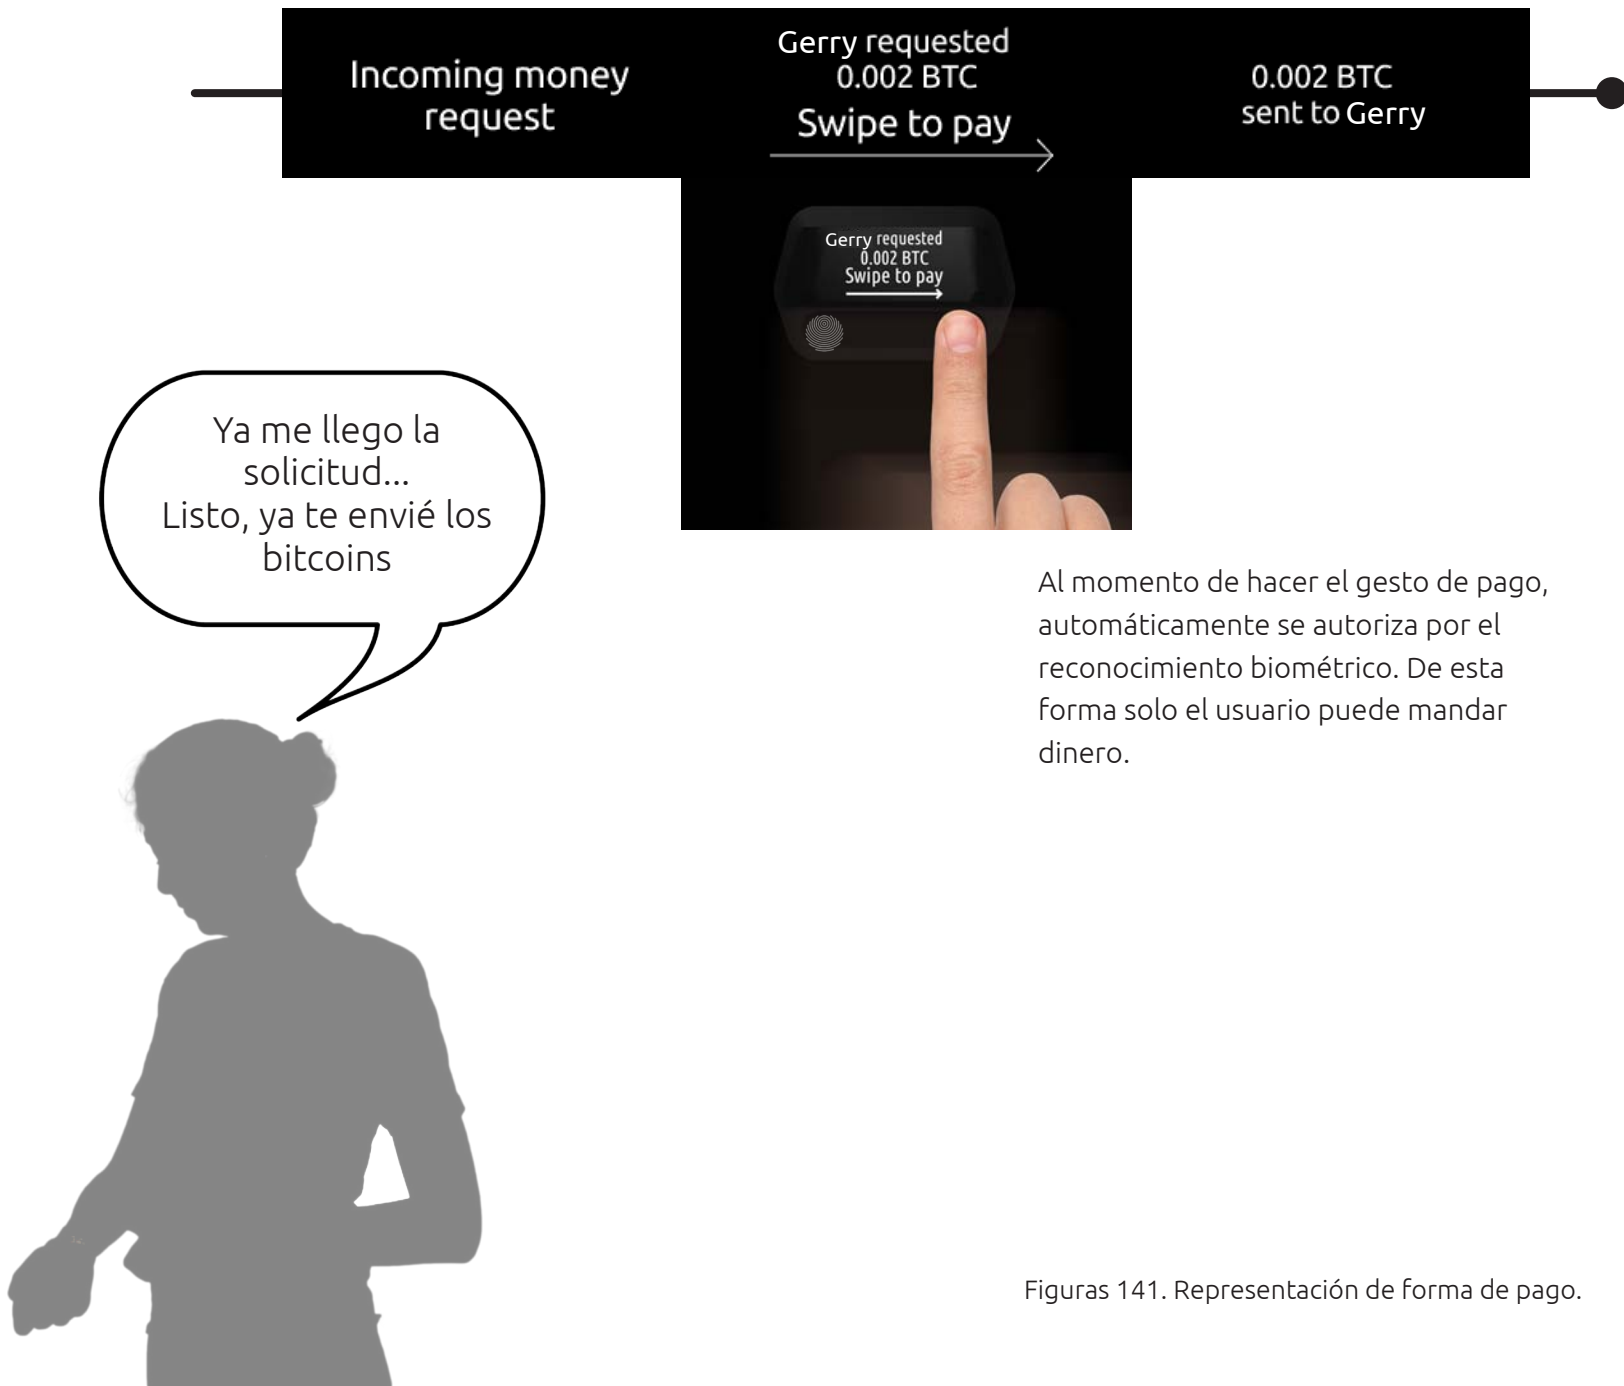 Incoming money
request
Gerry requested
0.002 BTC
Swipe to pay
0.002 BTC
sent to Gerry
Gerry requested
0.002 BTC
Swipe to pay
Ya me llego la
solicitud...
Listo, ya te envié los
bitcoins
Al momento de hacer el gesto de pago,
automáticamente se autoriza por el
reconocimiento biométrico. De esta
forma solo el usuario puede mandar
dinero.
Figuras 141. Representación de forma de pago.